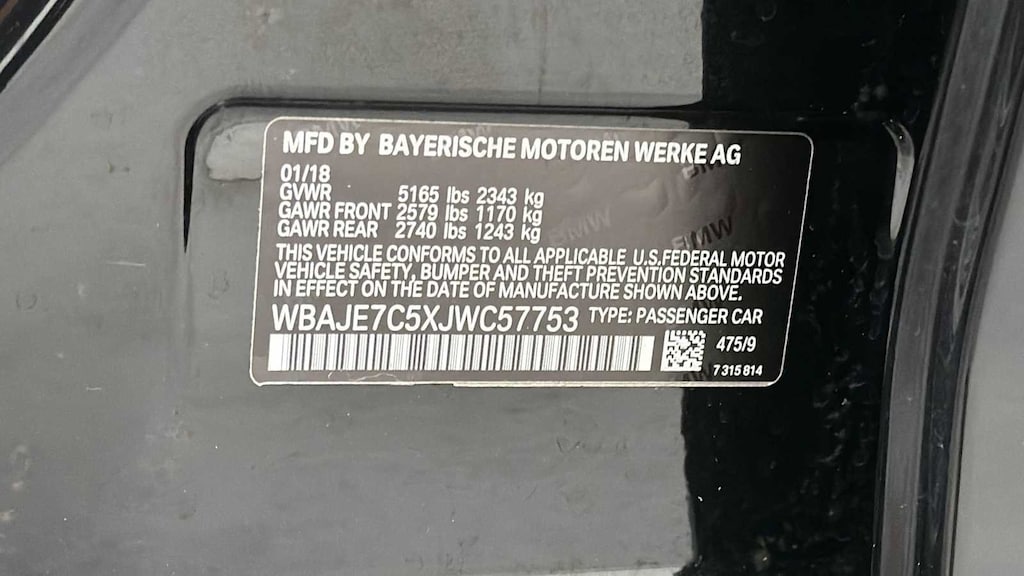 MFD BY BAYERISCHE MOTOREN WERKE AG
01/18
GVWR 5165 lbs 2343 kg
GAWR FRONT 2579 lbs 1170 kg
GAWR REAR 2740 lbs 1243 kg
THIS VEHICLE CONFORMS TO ALL APPLICABLE U.S.FEDERAL MOTOR
VEHICLE SAFETY, BUMPER AND THEFT PREVENTION STANDARDS
IN EFFECT ON THE DATE OF MANUFACTURE SHOWN ABOVE.
WBAJE7C5XJWC57753 TYPE: PASSENGER CAR
475/9
7 315 814
BMW
BMW
BMW